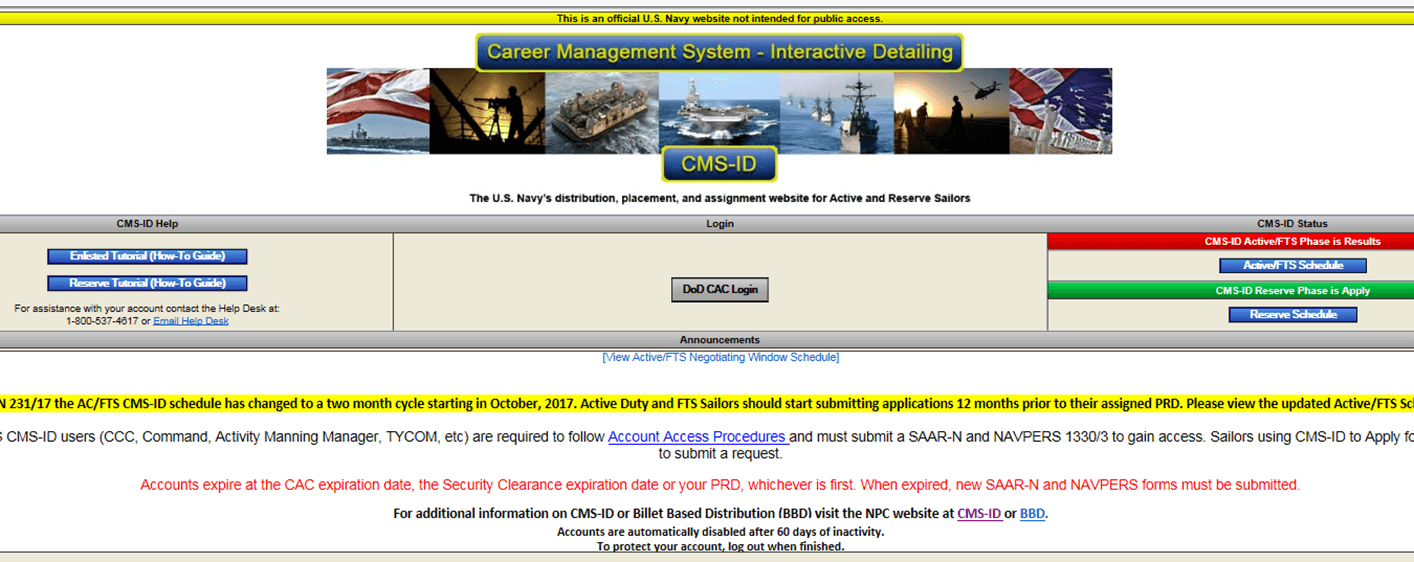 This is an official U.S. Navy website not intended for public access.
Career Management System - Interactive Detailing
CMS-ID
The U.S. Navy's distribution, placement, and assignment website for Active and Reserve Sailors
CMS-ID Help
Login
CMS-ID Status
Enlisted Tutorial (How-To Guide)
Reserve Tutorial (How-To Guide)
For assistance with your account contact the Help Desk at:
1-800-537-4617 or Email Help Desk
DoD CAC Login
CMS-ID Active/FTS Phase is Results
Active/FTS Schedule
CMS-ID Reserve Phase is Apply
Reserve Schedule
Announcements
[View Active/FTS Negotiating Window Schedule]
N 231/17 the AC/FTS CMS-ID schedule has changed to a two month cycle starting in October, 2017. Active Duty and FTS Sailors should start submitting applications 12 months prior to their assigned PRD. Please view the updated Active/FTS Sc
S CMS-ID users (CCC, Command, Activity Manning Manager, TYCOM, etc) are required to follow Account Access Procedures and must submit a SAAR-N and NAVPERS 1330/3 to gain access. Sailors using CMS-ID to Apply fo
to submit a request.
Accounts expire at the CAC expiration date, the Security Clearance expiration date or your PRD, whichever is first. When expired, new SAAR-N and NAVPERS forms must be submitted.
For additional information on CMS-ID or Billet Based Distribution (BBD) visit the NPC website at CMS-ID or BBD.
Accounts are automatically disabled after 60 days of inactivity.
To protect your account, log out when finished.